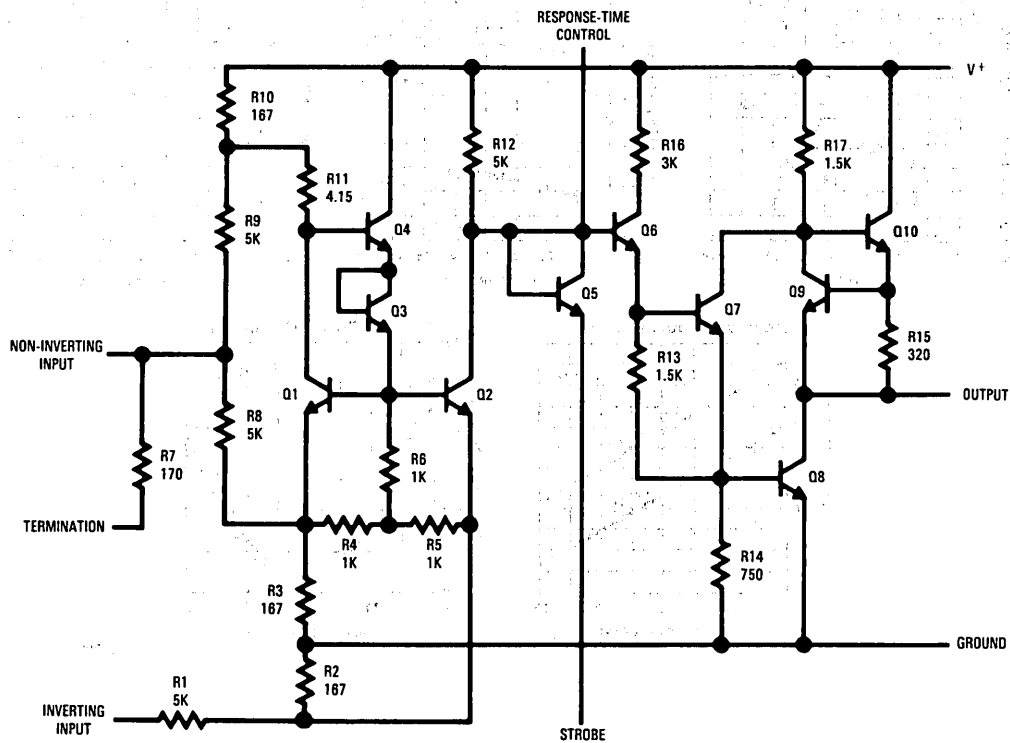 RESPONSE-TIME
CONTROL
V+
R10
167
R12
5K
R16
3K
R17
1.5K
R11
4.15
R9
5K
Q4
Q6
Q10
Q5
Q9
Q3
Q7
NON-INVERTING
INPUT
R13
1.5K
R15
320
Q1
Q2
OUTPUT
R8
5K
R7
170
R6
1K
Q8
TERMINATION
R4
1K
R5
1K
R14
750
R3
167
GROUND
R2
167
R1
5K
INVERTING
INPUT
STROBE